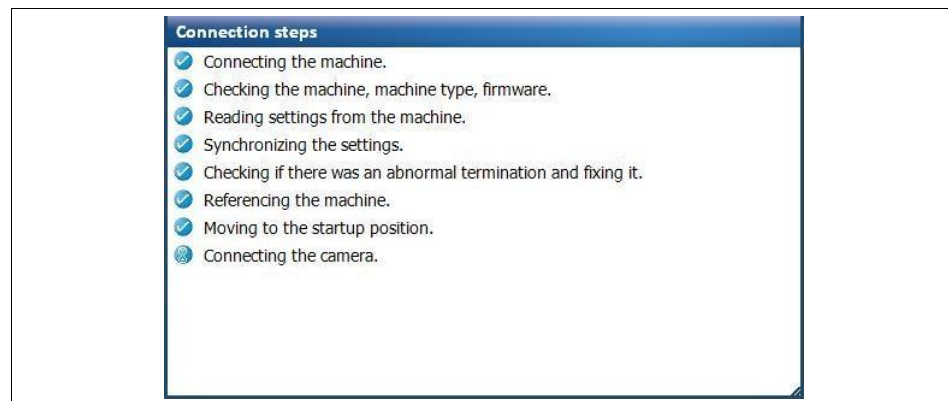 Connection steps
Connecting the machine.
Checking the machine, machine type, firmware.
Reading settings from the machine.
Synchronizing the settings.
Checking if there was an abnormal termination and fixing it.
Referencing the machine.
Moving to the startup position.
Connecting the camera.